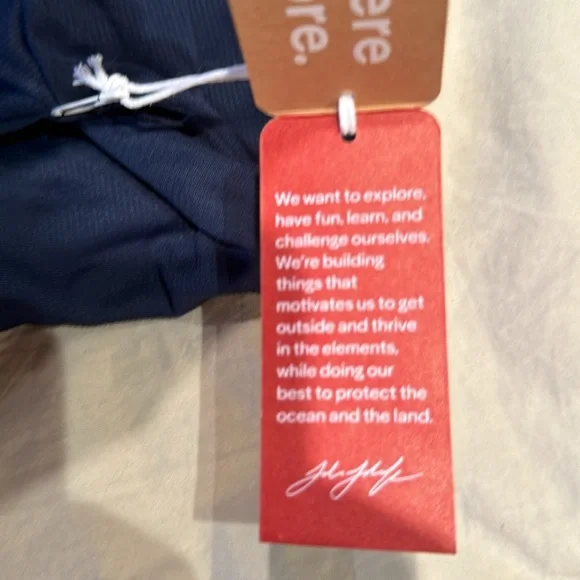 ere
ore.
We want to explore,
have fun, learn, and
challenge ourselves.
We're building
things that
motivates us to get
outside and thrive
in the elements,
while doing our
best to protect the
ocean and the land.